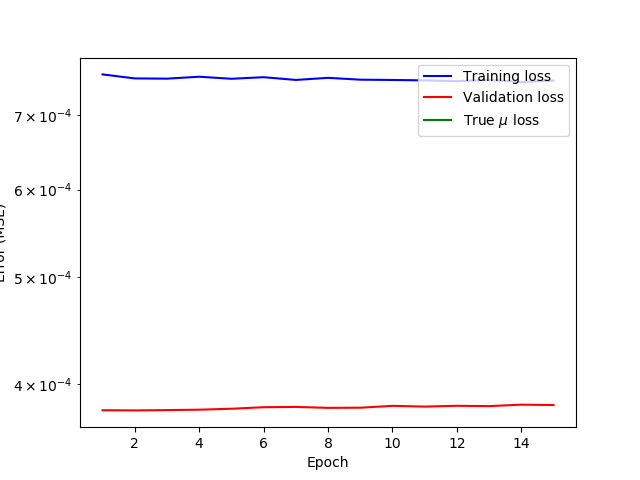 Training loss
Validation loss
True μ loss
7 × 10⁻⁴
6 × 10⁻⁴
5 × 10⁻⁴
4 × 10⁻⁴
Error (MSE)
2 4 6 8 10 12 14
Epoch